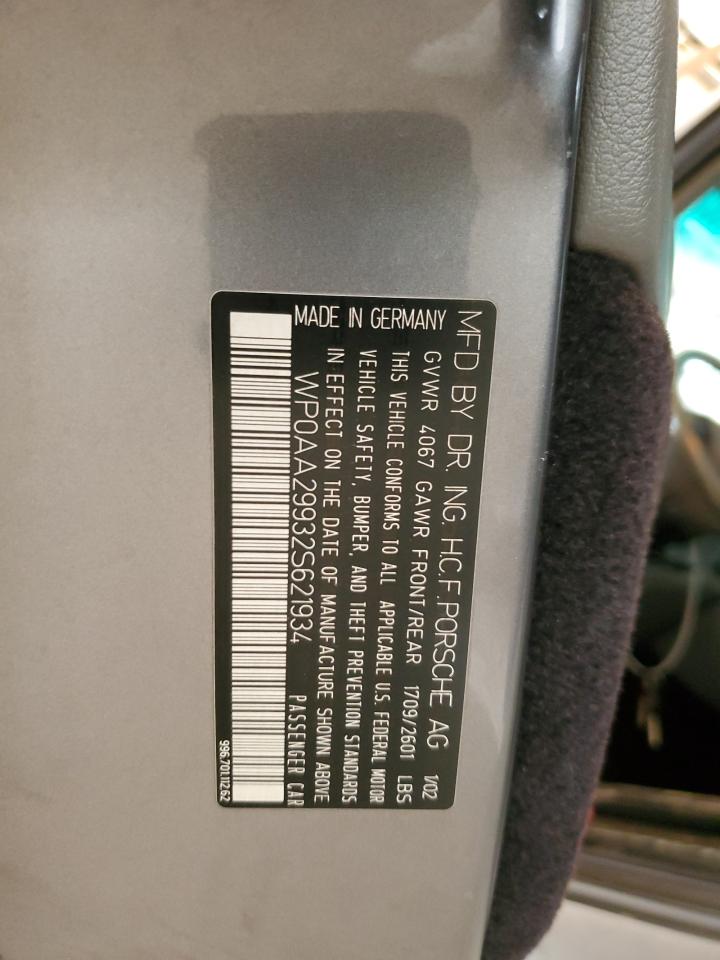 MFD BY DR. ING. H.C.F. PORSCHE AG 1/02
GVWR 4067 GAWR FRONT/REAR 1709/2601 LBS
THIS VEHICLE CONFORMS TO ALL APPLICABLE U.S. FEDERAL MOTOR
VEHICLE SAFETY, BUMPER, AND THEFT PREVENTION STANDARDS
IN EFFECT ON THE DATE OF MANUFACTURE SHOWN ABOVE
MADE IN GERMANY
WP0AA29932S621934
PASSENGER CAR
996.701.112.62